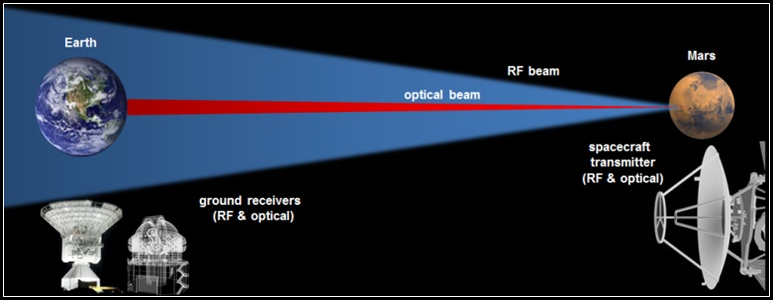 Earth
Mars
RF beam
optical beam
spacecraft
transmitter
(RF & optical)
ground receivers
(RF & optical)